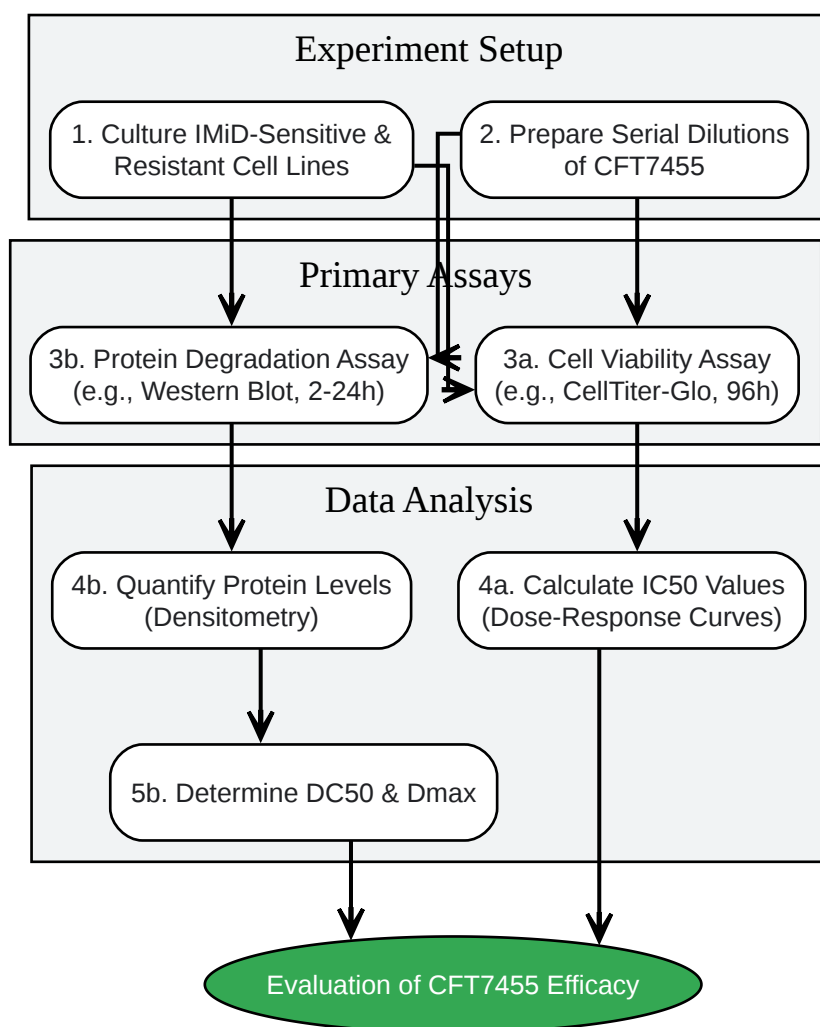 Experiment Setup
1. Culture IMiD-Sensitive &
Resistant Cell Lines
2. Prepare Serial Dilutions
of CFT7455
Primary Assays
3b. Protein Degradation Assay
(e.g., Western Blot, 2-24h)
3a. Cell Viability Assay
(e.g., CellTiter-Glo, 96h)
Data Analysis
4b. Quantify Protein Levels
(Densitometry)
4a. Calculate IC50 Values
(Dose-Response Curves)
5b. Determine DC50 & Dmax
Evaluation of CFT7455 Efficacy